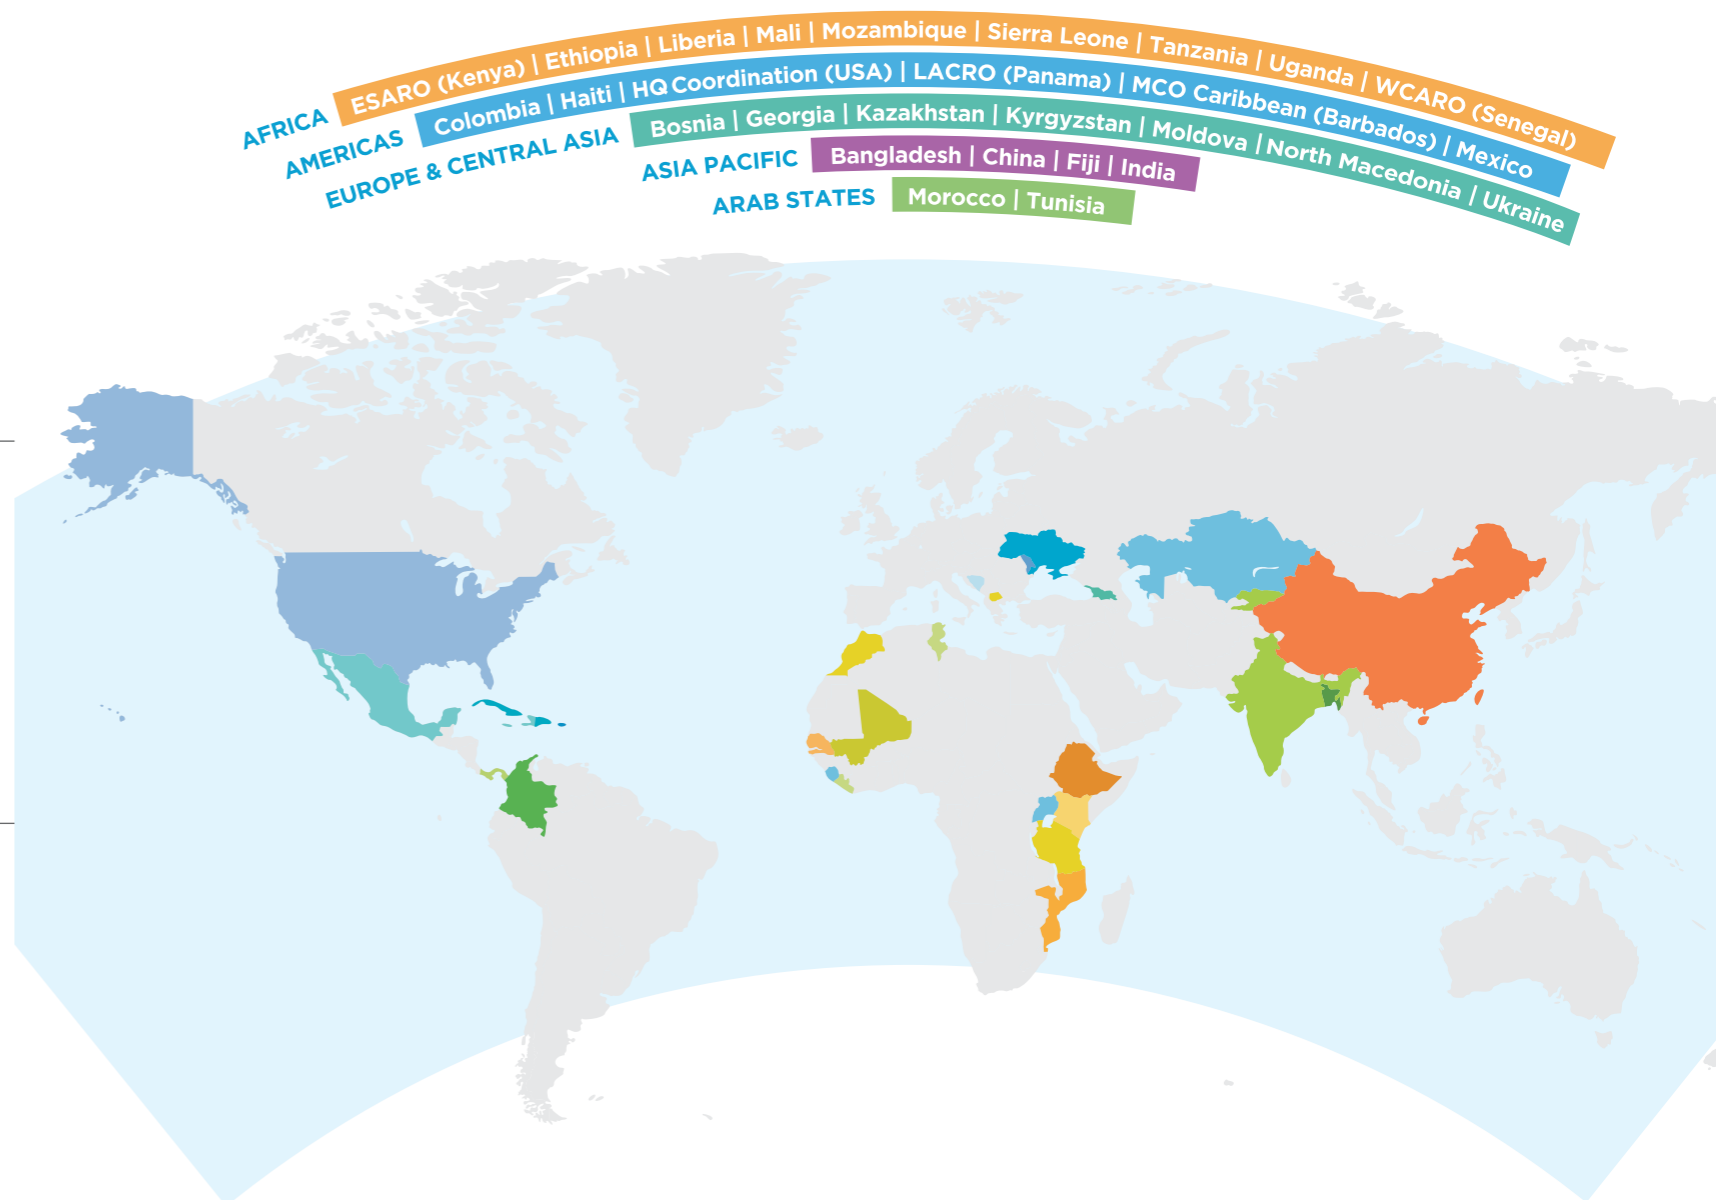 AFRICA ESARO (Kenya) | Ethiopia | Liberia | Mali | Mozambique | Sierra Leone | Tanzania | Uganda | WCARO (Senegal)
AMERICAS Colombia | Haiti | HQ Coordination (USA) | LACRO (Panama) | MCO Caribbean (Barbados) | Mexico
EUROPE & CENTRAL ASIA Bosnia | Georgia | Kazakhstan | Kyrgyzstan | Moldova | North Macedonia | Ukraine
ASIA PACIFIC Bangladesh | China | Fiji | India
ARAB STATES Morocco | Tunisia